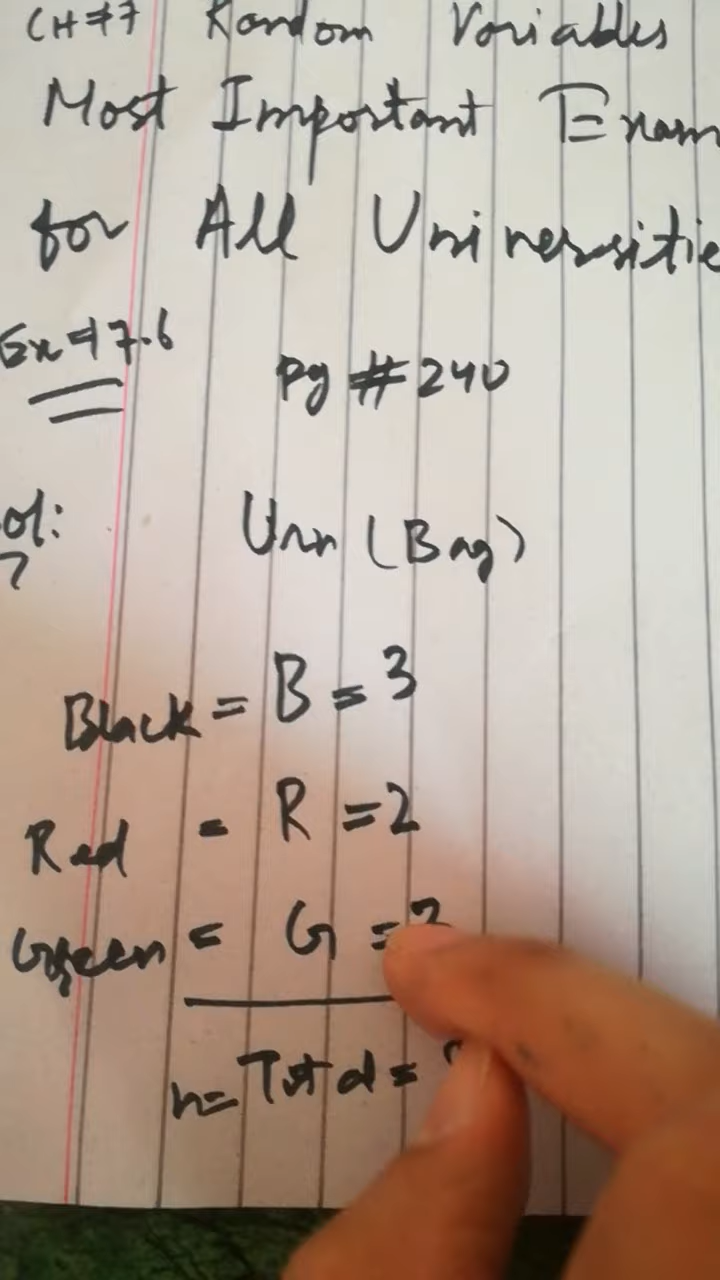 CH#7 Random Variables
Most Important Exam
for All Universitie
Ex#7.6 Pg #240
ol:
Urn (Bag)
Black = B = 3
Red = R = 2
Green = G =
n= Total =